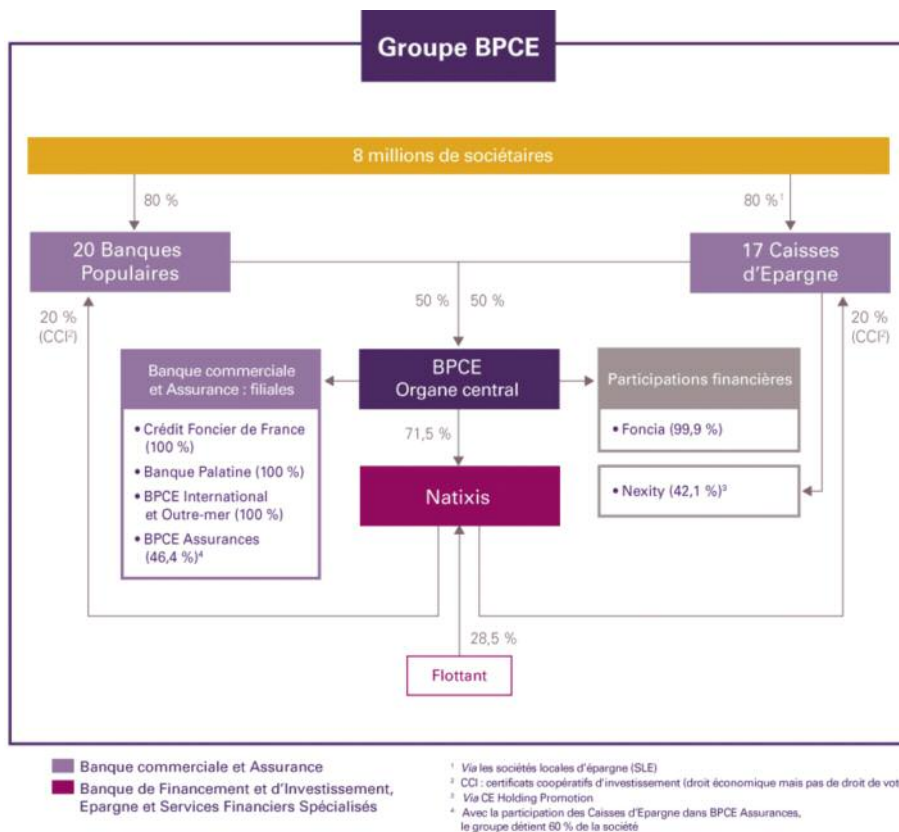 Groupe BPCE
8 millions de sociétaires
80 %
80 %¹
20 Banques
Populaires
17 Caisses
d'Epargne
50 %
50 %
20 %
(CCI²)
20 %
(CCI²)
Banque commerciale
et Assurance : filiales
• Crédit Foncier de France
(100 %)
• Banque Palatine (100 %)
• BPCE International
et Outre-mer (100 %)
• BPCE Assurances
(46,4 %)⁴
BPCE
Organe central
71,5 %
Natixis
Participations financières
• Foncia (99,9 %)
• Nexity (42,1 %)³
28,5 %
Flottant
Banque commerciale et Assurance
Banque de Financement et d'Investissement,
Epargne et Services Financiers Spécialisés
¹ Via les sociétés locales d'épargne (SLE)
² CCI : certificats coopératifs d'investissement (droit économique mais pas de droit de vot
³ Via CE Holding Promotion
⁴ Avec la participation des Caisses d'Epargne dans BPCE Assurances,
le groupe détient 60 % de la société